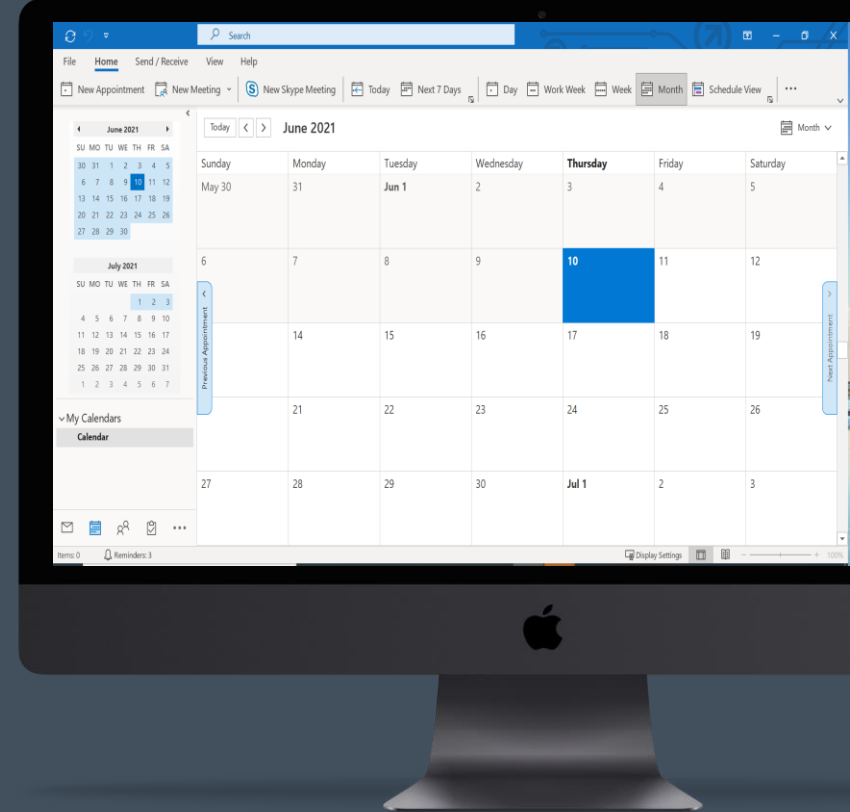 Search
File Home Send / Receive View Help
New Appointment New Meeting New Skype Meeting Today Next 7 Days Day Work Week Week Month Schedule View ...
June 2021
SU MO TU WE TH FR SA
30 31 1 2 3 4 5
6 7 8 9 10 11 12
13 14 15 16 17 18 19
20 21 22 23 24 25 26
27 28 29 30
July 2021
SU MO TU WE TH FR SA
1 2 3
4 5 6 7 8 9 10
11 12 13 14 15 16 17
18 19 20 21 22 23 24
25 26 27 28 29 30 31
1 2 3 4 5 6 7
My Calendars
Calendar
Today < > June 2021 Month
Sunday Monday Tuesday Wednesday Thursday Friday Saturday
May 30 31 Jun 1 2 3 4 5
6 7 8 9 10 11 12
14 15 16 17 18 19
21 22 23 24 25 26
27 28 29 30 Jul 1 2 3
Previous Appointment
Next Appointment
Items: 0 Reminders: 3 Display Settings - + 100%